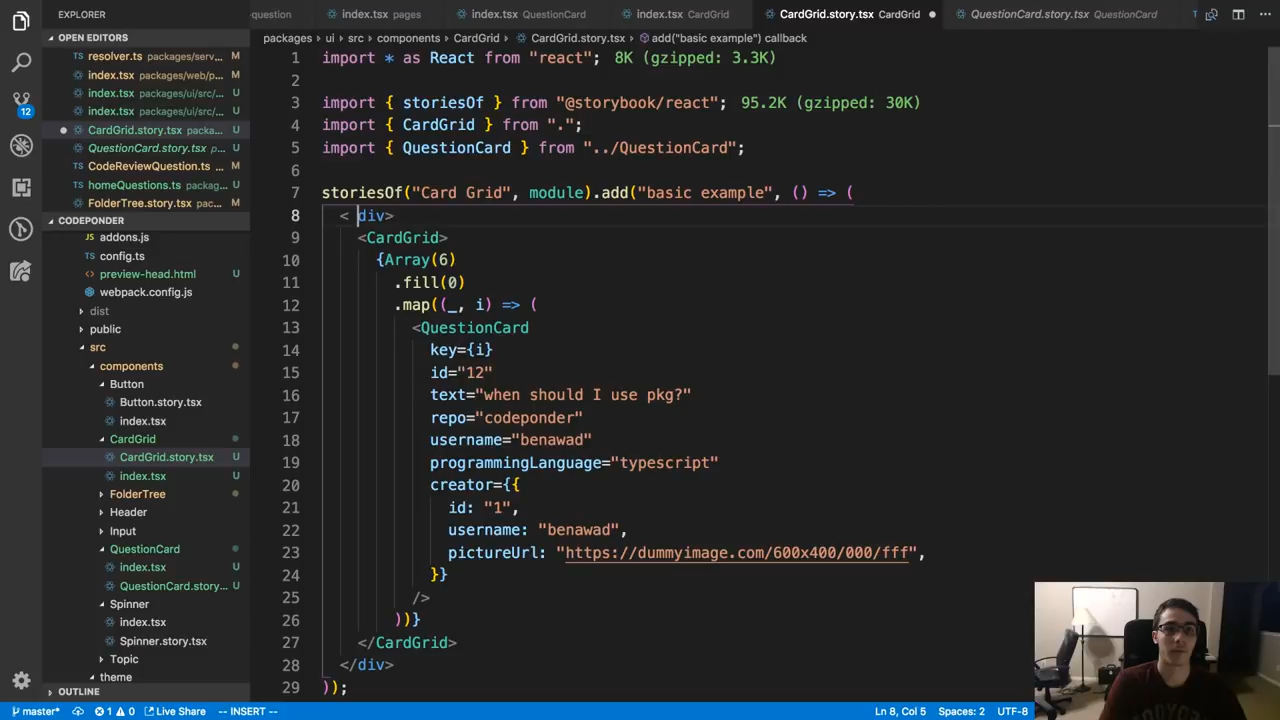 EXPLORER
question
index.tsx pages
index.tsx QuestionCard
index.tsx CardGrid
CardGrid.story.tsx CardGrid
QuestionCard.story.tsx QuestionCard
packages › ui › src › components › CardGrid › CardGrid.story.tsx › add("basic example") callback
OPEN EDITORS
resolver.ts packages/serv... M
index.tsx packages/web/p... M
index.tsx packages/ui/src/... U
index.tsx packages/ui/src/... U
CardGrid.story.tsx packa... U
QuestionCard.story.tsx p... U
CodeReviewQuestion.ts ... M
homeQuestions.ts packag... U
FolderTree.story.tsx pac... M
CODEPONDER
addons.js
config.ts
preview-head.html U
webpack.config.js
dist
public
src
components
Button
Button.story.tsx
index.tsx
CardGrid
CardGrid.story.tsx U
index.tsx U
FolderTree
Header
Input
QuestionCard
index.tsx U
QuestionCard.story... U
Spinner
index.tsx
Spinner.story.tsx
Topic
theme
OUTLINE
12
1 import * as React from "react"; 8K (gzipped: 3.3K)
2
3 import { storiesOf } from "@storybook/react"; 95.2K (gzipped: 30K)
4 import { CardGrid } from ".";
5 import { QuestionCard } from "../QuestionCard";
6
7 storiesOf("Card Grid", module).add("basic example", () => (
8 < div>
9 <CardGrid>
10 {Array(6)
11 .fill(0)
12 .map((_, i) => (
13 <QuestionCard
14 key={i}
15 id="12"
16 text="when should I use pkg?"
17 repo="codeponder"
18 username="benawad"
19 programmingLanguage="typescript"
20 creator={{
21 id: "1",
22 username: "benawad",
23 pictureUrl: "https://dummyimage.com/600x400/000/fff",
24 }}
25 />
26 ))}
27 </CardGrid>
28 </div>
29 ));
master* 1 0 Live Share -- INSERT -- Ln 8, Col 5 Spaces: 2 UTF-8